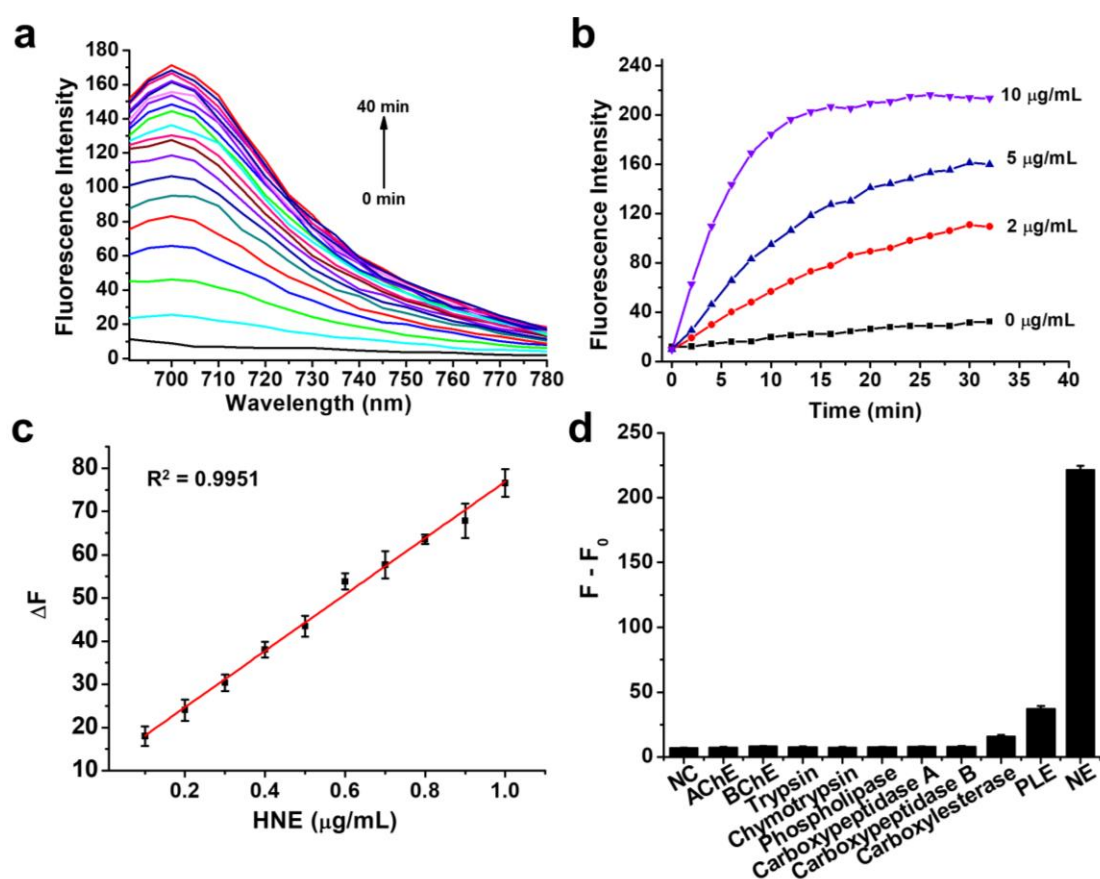 a
180
160
140
120
100
80
60
40
20
0
Fluorescence Intensity
40 min
0 min
700 710 720 730 740 750 760 770 780
Wavelength (nm)
b
240
200
160
120
80
40
0
Fluorescence Intensity
10 μg/mL
5 μg/mL
2 μg/mL
0 μg/mL
0 5 10 15 20 25 30 35 40
Time (min)
c
80
70
60
50
40
30
20
10
ΔF
R² = 0.9951
0.2 0.4 0.6 0.8 1.0
HNE (μg/mL)
d
250
200
150
100
50
0
F - F₀
NC
AChE
BChE
Trypsin
Chymotrypsin
Phospholipase
Carboxypeptidase A
Carboxypeptidase B
Carboxylesterase
PLE
NE